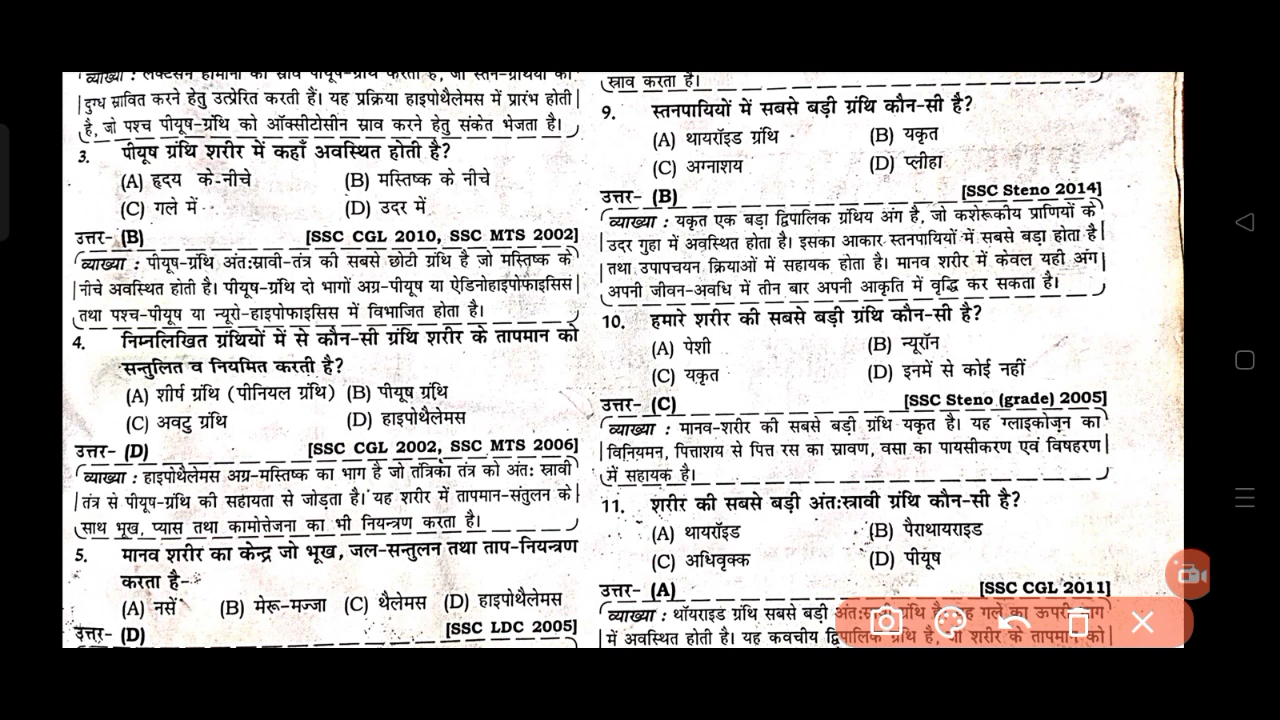 व्याख्या : लैक्टेसन हार्मोनों का स्राव पीयूष-ग्रंथि करती है, जो स्तन-ग्रंथियों को
दुग्ध स्रावित करने हेतु उत्प्रेरित करती हैं। यह प्रक्रिया हाइपोथैलेमस में प्रारंभ होती
है, जो पश्च पीयूष-ग्रंथि को ऑक्सीटोसीन स्राव करने हेतु संकेत भेजता है।
3. पीयूष ग्रंथि शरीर में कहाँ अवस्थित होती है?
(A) हृदय के-नीचे (B) मस्तिष्क के नीचे
(C) गले में (D) उदर में
उत्तर- (B) [SSC CGL 2010, SSC MTS 2002]
व्याख्या : पीयूष-ग्रंथि अंत:स्रावी-तंत्र की सबसे छोटी ग्रंथि है जो मस्तिष्क के
नीचे अवस्थित होती है। पीयूष-ग्रंथि दो भागों अग्र-पीयूष या ऐडिनोहाइपोफाइसिस
तथा पश्च-पीयूष या न्यूरो-हाइपोफाइसिस में विभाजित होता है।
4. निम्नलिखित ग्रंथियों में से कौन-सी ग्रंथि शरीर के तापमान को
सन्तुलित व नियमित करती है?
(A) शीर्ष ग्रंथि (पीनियल ग्रंथि) (B) पीयूष ग्रंथि
(C) अवटु ग्रंथि (D) हाइपोथैलेमस
उत्तर- (D) [SSC CGL 2002, SSC MTS 2006]
व्याख्या : हाइपोथैलेमस अग्र-मस्तिष्क का भाग है जो तंत्रिका तंत्र को अंत: स्त्रावी
तंत्र से पीयूष-ग्रंथि की सहायता से जोड़ता है। यह शरीर में तापमान-संतुलन के
साथ भूख, प्यास तथा कामोत्तेजना का भी नियन्त्रण करता है।
5. मानव शरीर का केन्द्र जो भूख, जल-सन्तुलन तथा ताप-नियन्त्रण
करता है-
(A) नसें (B) मेरू-मज्जा (C) थैलेमस (D) हाइपोथैलेमस
उत्तर- (D) [SSC LDC 2005]
स्राव करता है।
9. स्तनपायियों में सबसे बड़ी ग्रंथि कौन-सी है?
(A) थायरॉइड ग्रंथि (B) यकृत
(C) अग्नाशय (D) प्लीहा
उत्तर- (B) [SSC Steno 2014]
व्याख्या : यकृत एक बड़ा द्विपालिक ग्रंथिय अंग है, जो कशेरूकीय प्राणियों के
उदर गुहा में अवस्थित होता है। इसका आकार स्तनपायियों में सबसे बड़ा होता है
तथा उपापचयन क्रियाओं में सहायक होता है। मानव शरीर में केवल यही अंग
अपनी जीवन-अवधि में तीन बार अपनी आकृति में वृद्धि कर सकता है।
10. हमारे शरीर की सबसे बड़ी ग्रंथि कौन-सी है?
(A) पेशी (B) न्यूरॉन
(C) यकृत (D) इनमें से कोई नहीं
उत्तर- (C) [SSC Steno (grade) 2005]
व्याख्या : मानव-शरीर की सबसे बड़ी ग्रंथि यकृत है। यह ग्लाइकोजन का
विनियमन, पित्ताशय से पित्त रस का स्रावण, वसा का पायसीकरण एवं विषहरण
में सहायक है।
11. शरीर की सबसे बड़ी अंत:स्त्रावी ग्रंथि कौन-सी है?
(A) थायरॉइड (B) पैराथायराइड
(C) अधिवृक्क (D) पीयूष
उत्तर- (A) [SSC CGL 2011]
व्याख्या : थॉयराइड ग्रंथि सबसे बड़ी अंत:स्रावी ग्रंथि है। यह गले का ऊपरी भाग
में अवस्थित होती है। यह कवचीय द्विपालिक ग्रंथि है, जो शरीर के तापमान को